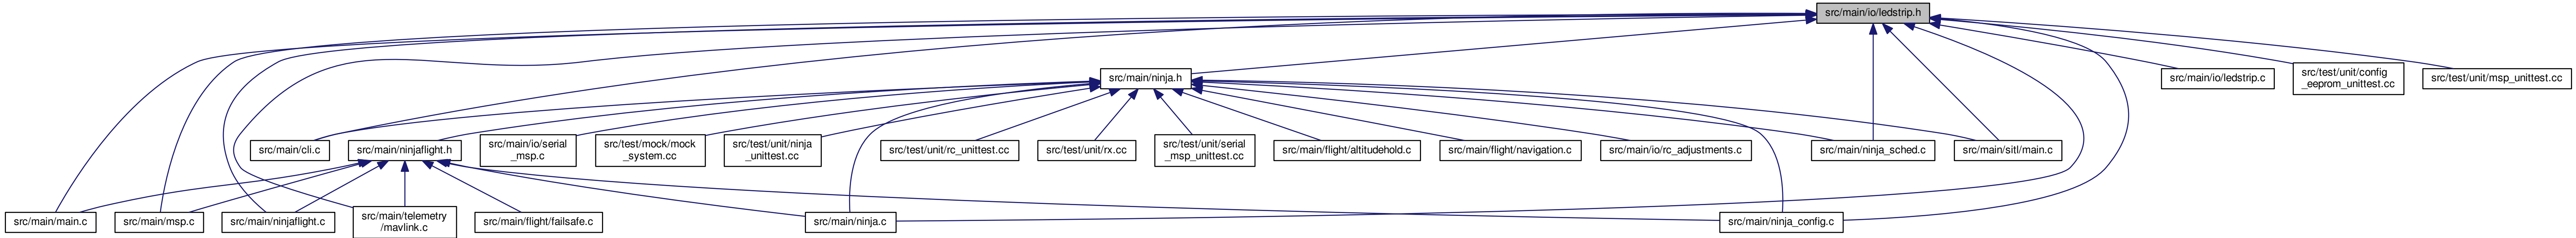 src/main/io/ledstrip.h
src/main/ninja.h
src/main/io/ledstrip.c
src/test/unit/config
_eeprom_unittest.cc
src/test/unit/msp_unittest.cc
src/main/cli.c
src/main/ninjaflight.h
src/main/io/serial
_msp.c
src/test/mock/mock
_system.cc
src/test/unit/ninja
_unittest.cc
src/test/unit/rc_unittest.cc
src/test/unit/rx.cc
src/test/unit/serial
_msp_unittest.cc
src/main/flight/altitudehold.c
src/main/flight/navigation.c
src/main/io/rc_adjustments.c
src/main/ninja_sched.c
src/main/sitl/main.c
src/main/main.c
src/main/msp.c
src/main/ninjaflight.c
src/main/telemetry
/mavlink.c
src/main/flight/failsafe.c
src/main/ninja.c
src/main/ninja_config.c